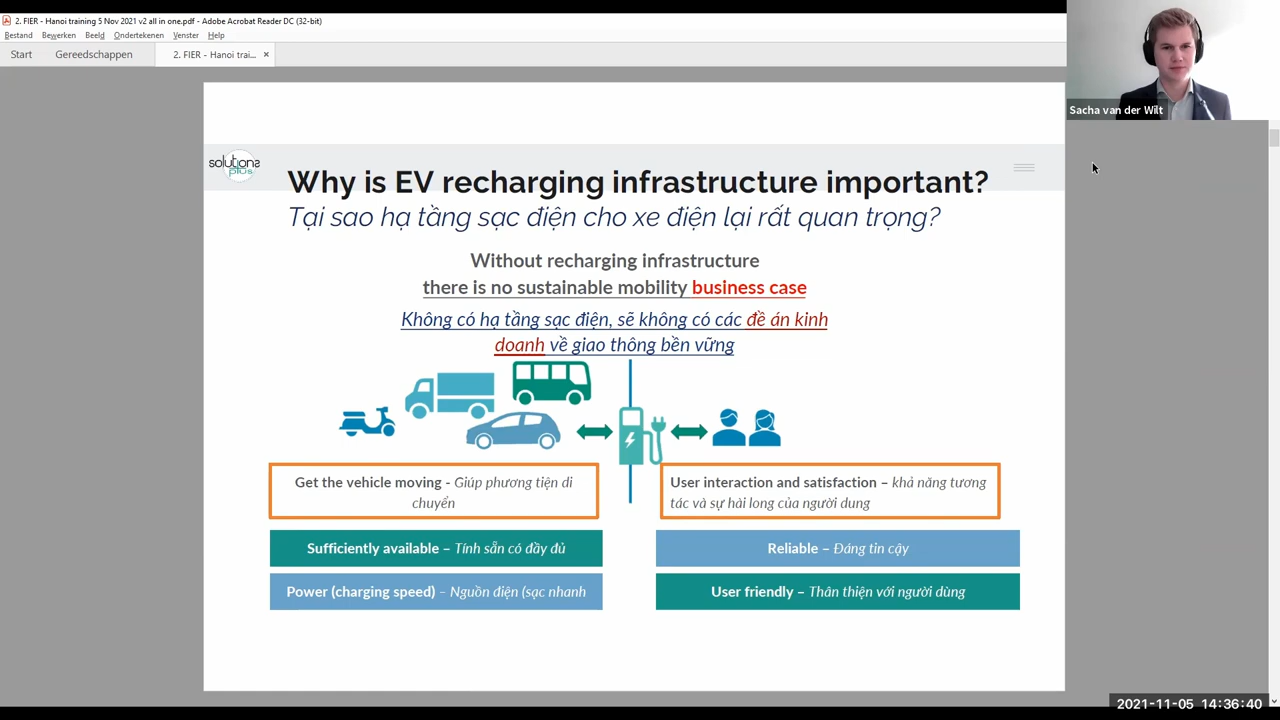 2. FIER - Hanoi training 5 Nov 2021 v2 all in one.pdf - Adobe Acrobat Reader DC (32-bit)
Bestand Bewerken Beeld Ondertekenen Venster Help
Start Gereedschappen 2. FIER - Hanoi trai... ×
Sacha van der Wilt
solutions
plus
Why is EV recharging infrastructure important?
Tại sao hạ tầng sạc điện cho xe điện lại rất quan trọng?
Without recharging infrastructure
there is no sustainable mobility business case
Không có hạ tầng sạc điện, sẽ không có các đề án kinh
doanh về giao thông bền vững
Get the vehicle moving - Giúp phương tiện di
chuyển
User interaction and satisfaction – khả năng tương
tác và sự hài long của người dung
Sufficiently available – Tính sẵn có đầy đủ
Reliable – Đáng tin cậy
Power (charging speed) – Nguồn điện (sạc nhanh
User friendly – Thân thiện với người dùng
2021-11-05 14:36:40